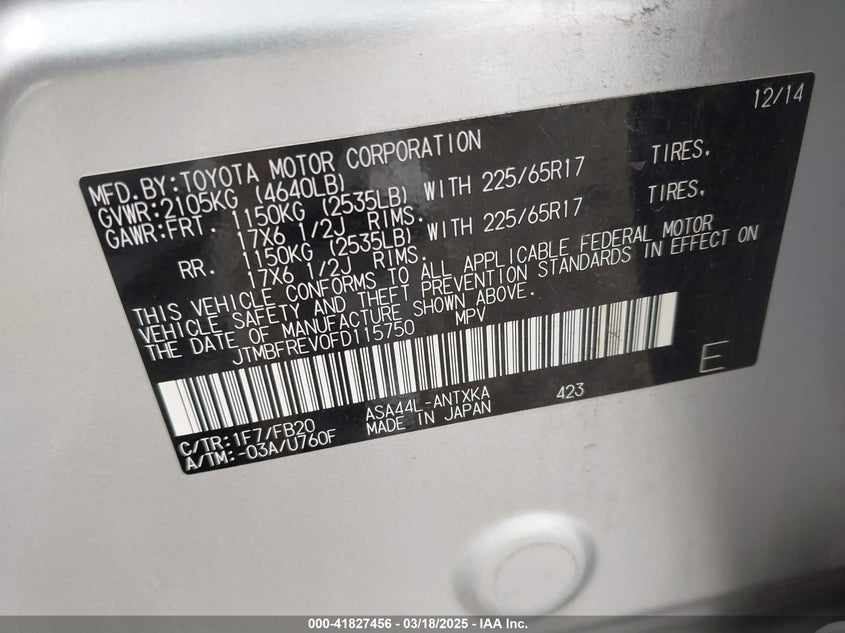 12/14
MFD.BY:TOYOTA MOTOR CORPORATION
GVWR:2105KG (4640LB)
GAWR:FRT. 1150KG (2535LB) WITH 225/65R17 TIRES,
17X6 1/2J RIMS.
RR. 1150KG (2535LB) WITH 225/65R17 TIRES,
17X6 1/2J RIMS.
THIS VEHICLE CONFORMS TO ALL APPLICABLE FEDERAL MOTOR
VEHICLE SAFETY AND THEFT PREVENTION STANDARDS IN EFFECT ON
THE DATE OF MANUFACTURE SHOWN ABOVE.
JTMBFREV0FD115750 MPV
E
C/TR:1F7/FB20 ASA44L-ANTXKA 423
A/TM:-03A/U760F MADE IN JAPAN
000-41827456 - 03/18/2025 - IAA Inc.